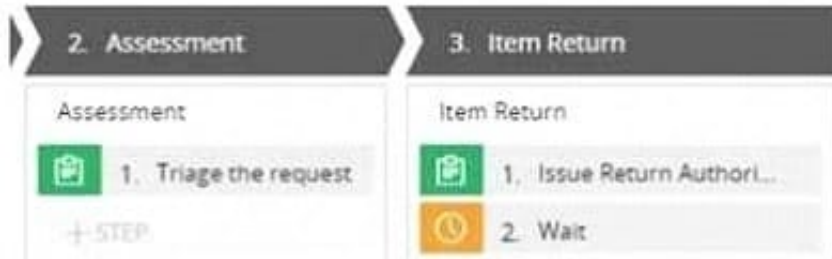 2. Assessment
3. Item Return
Assessment
1. Triage the request
+ STEP
Item Return
1. Issue Return Authori...
2. Wait